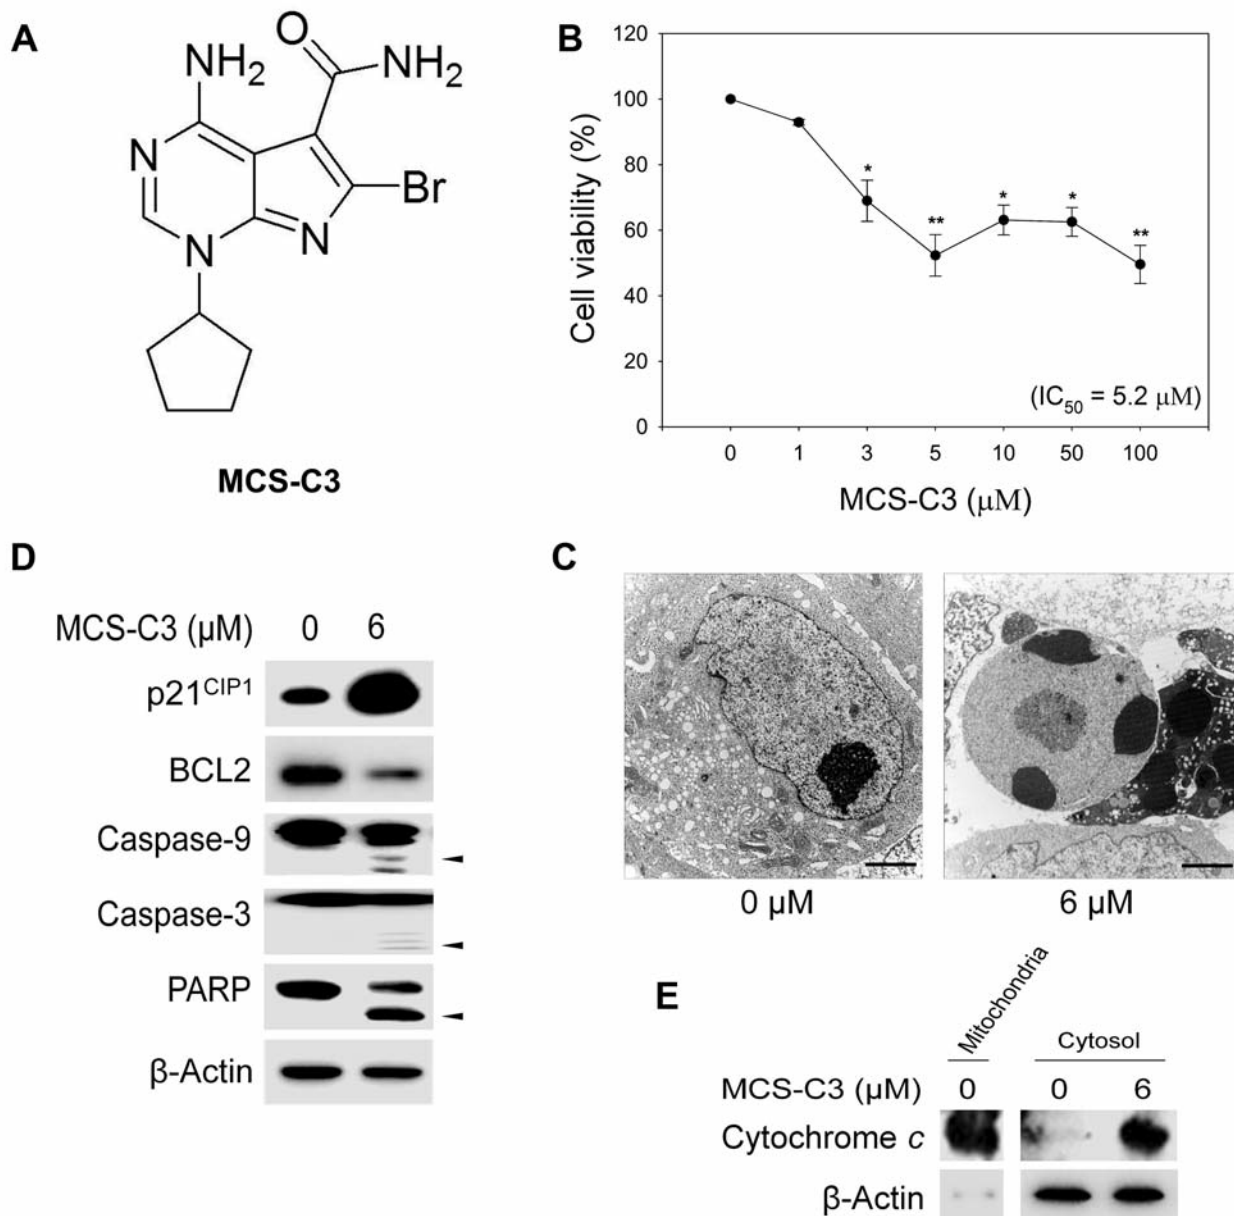 A
NH2
O
NH2
N
Br
N
N
MCS-C3
B
120
100
80
60
40
20
0
Cell viability (%)
*
**
*
*
**
(IC50 = 5.2 µM)
0 1 3 5 10 50 100
MCS-C3 (µM)
D
MCS-C3 (µM) 0 6
p21CIP1
BCL2
Caspase-9
Caspase-3
PARP
β-Actin
C
0 µM 6 µM
E
Mitochondria
Cytosol
MCS-C3 (µM) 0 0 6
Cytochrome c
β-Actin